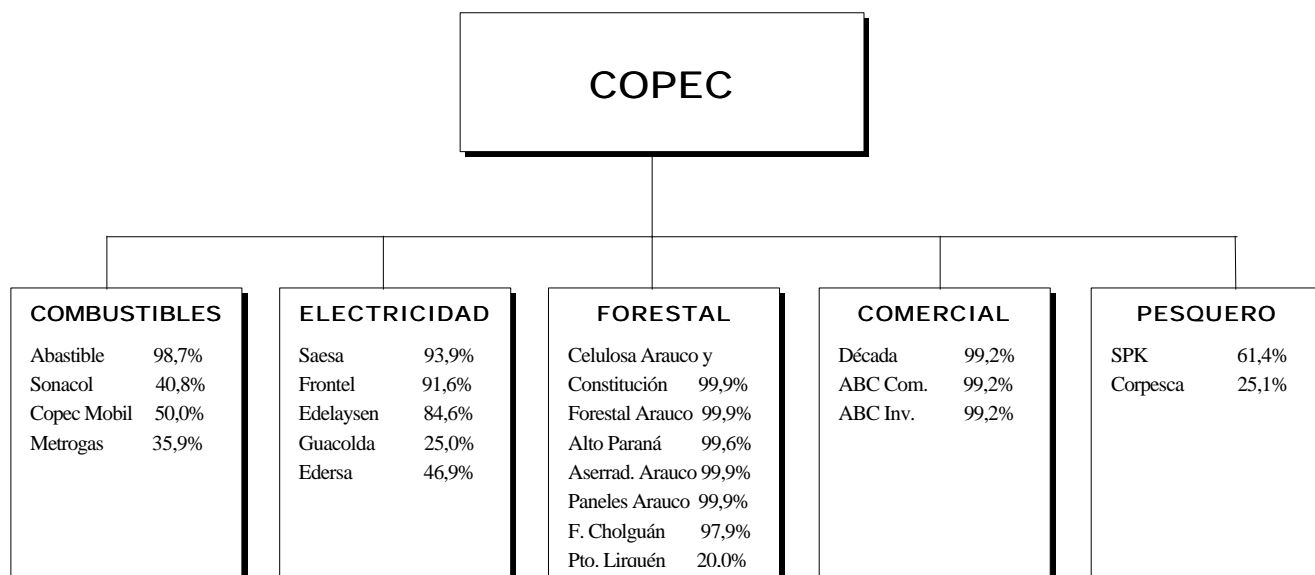 COPEC
COMBUSTIBLES
Abastible 98,7%
Sonacol 40,8%
Copec Mobil 50,0%
Metrogas 35,9%
ELECTRICIDAD
Saesa 93,9%
Frontel 91,6%
Edelaysen 84,6%
Guacolda 25,0%
Edersa 46,9%
FORESTAL
Celulosa Arauco y
Constitución 99,9%
Forestal Arauco 99,9%
Alto Paraná 99,6%
Aserrad. Arauco 99,9%
Paneles Arauco 99,9%
F. Cholguán 97,9%
Pto. Lirquén 20,0%
COMERCIAL
Década 99,2%
ABC Com. 99,2%
ABC Inv. 99,2%
PESQUERO
SPK 61,4%
Corpesca 25,1%